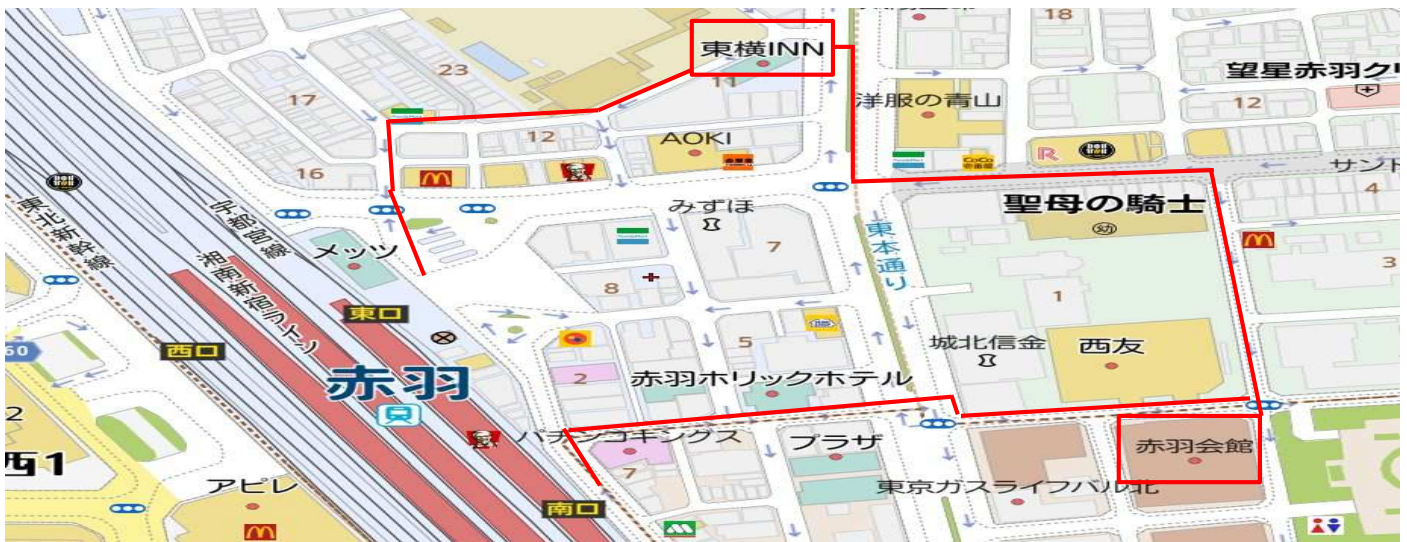 18
東横INN
望星赤羽クリ
23
11
17
洋服の青山
12
12
AOKI
R
CoCo
サンド
16
4
聖母の騎士
みずほ
幼
東北新幹線
宇都宮線
メッツ
東本通り
7
3
湘南新宿ライン
8
1
東口
60
西口
城北信金
西友
5
赤羽
2
赤羽ホリックホテル
2
パチンコキングス
プラザ
赤羽会館
西1
7
アピレ
東京ガスライフバル北
南口